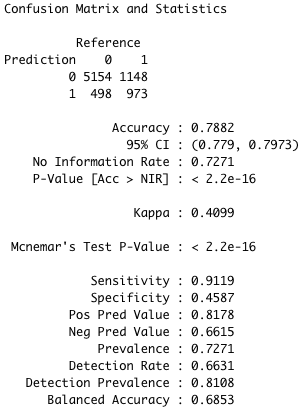 Confusion Matrix and Statistics
Reference
Prediction 0 1
0 5154 1148
1 498 973
Accuracy : 0.7882
95% CI : (0.779, 0.7973)
No Information Rate : 0.7271
P-Value [Acc > NIR] : < 2.2e-16
Kappa : 0.4099
Mcnemar's Test P-Value : < 2.2e-16
Sensitivity : 0.9119
Specificity : 0.4587
Pos Pred Value : 0.8178
Neg Pred Value : 0.6615
Prevalence : 0.7271
Detection Rate : 0.6631
Detection Prevalence : 0.8108
Balanced Accuracy : 0.6853